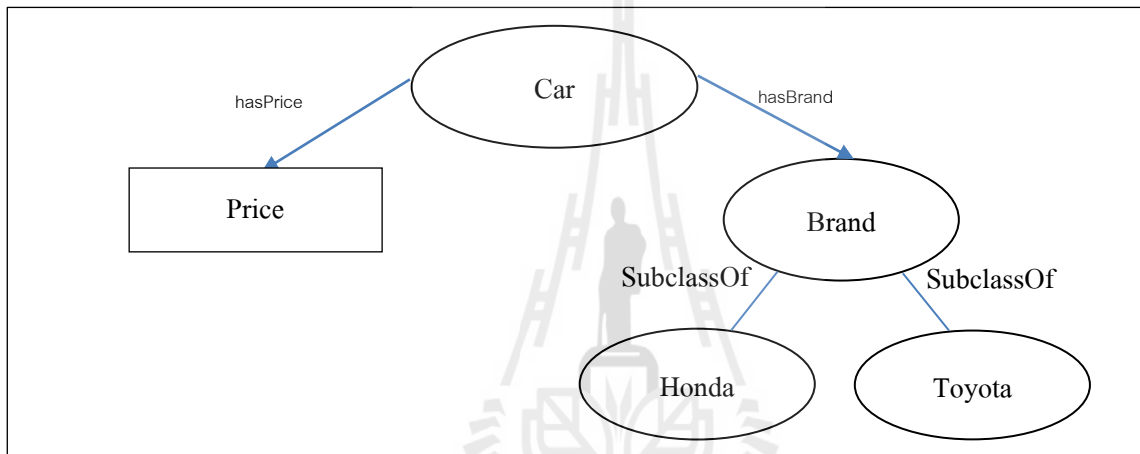 Car
hasPrice
hasBrand
Price
Brand
SubclassOf
SubclassOf
Honda
Toyota